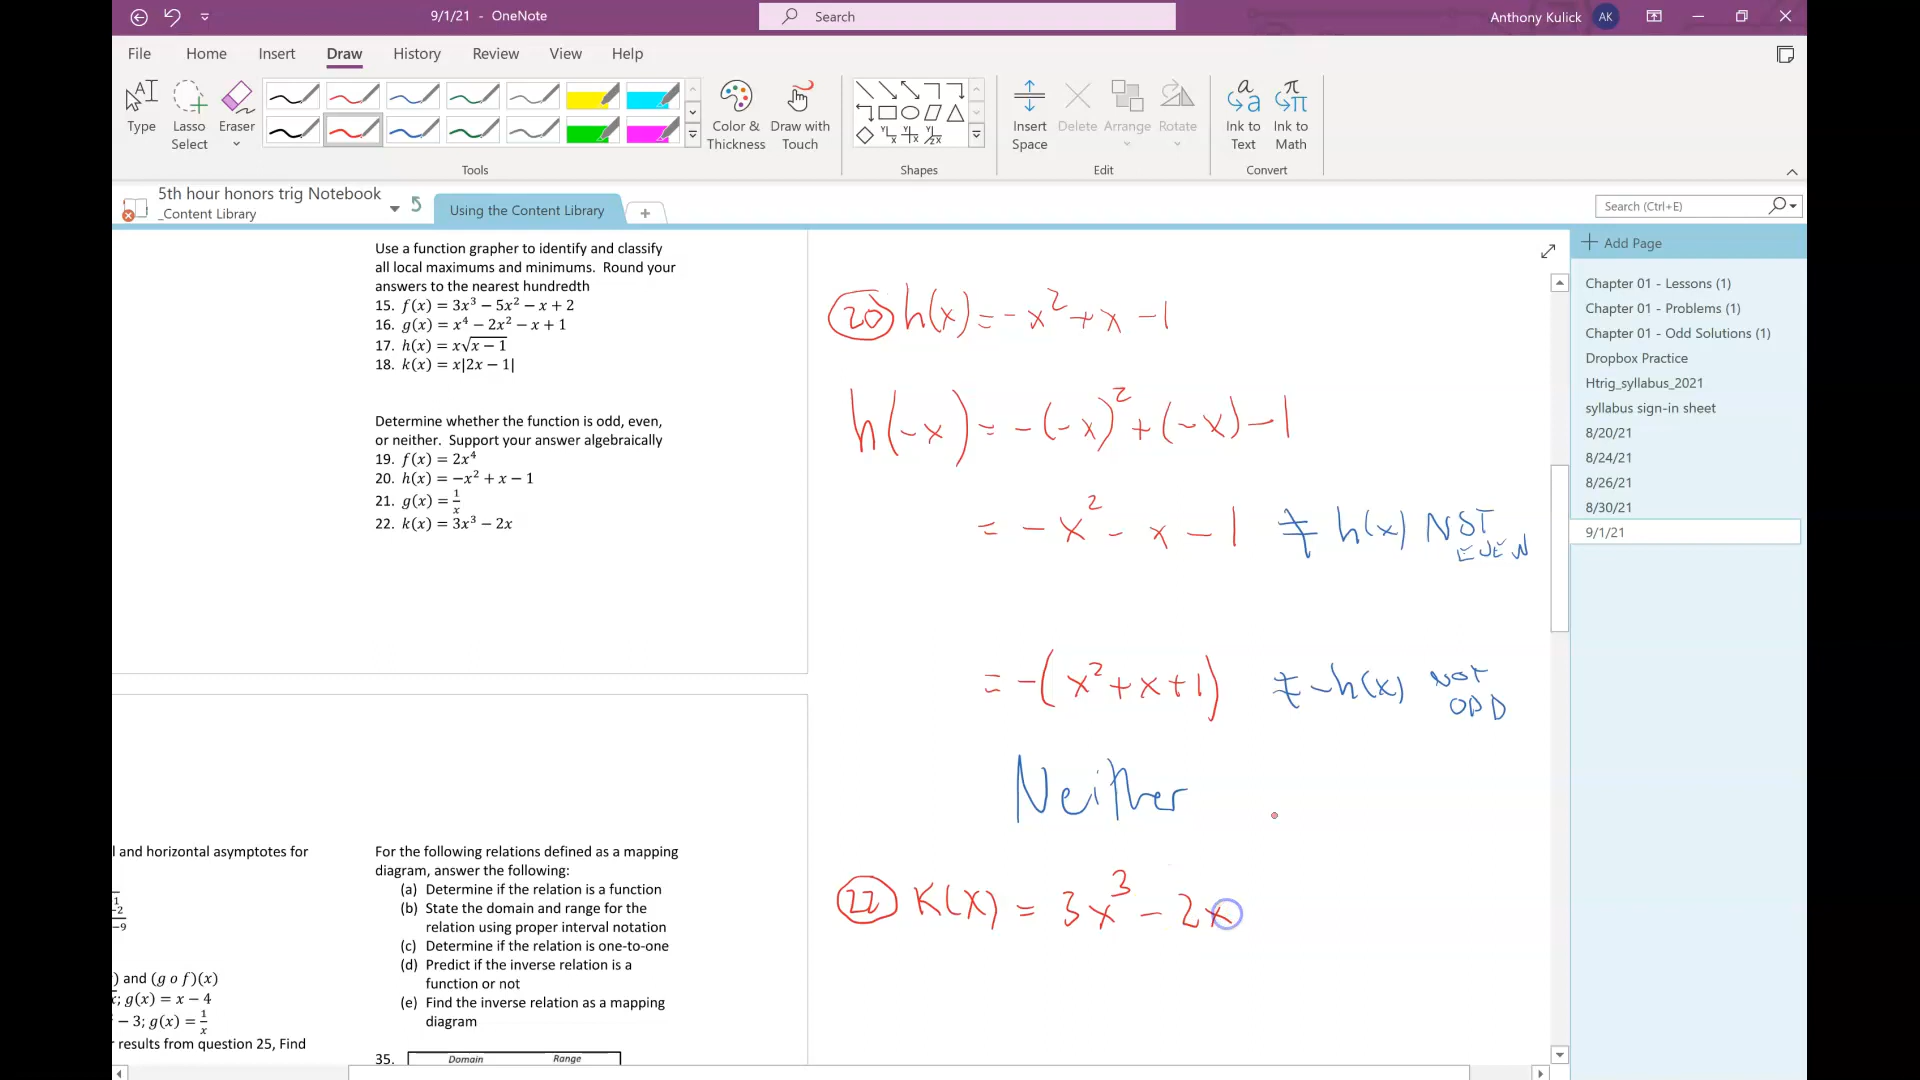 9/1/21 - OneNote
Search
Anthony Kulick AK
File Home Insert Draw History Review View Help
Type
Lasso Select
Eraser
Color & Thickness
Draw with Touch
Insert Space
Delete
Arrange
Rotate
Ink to Text
Ink to Math
Tools
Shapes
Edit
Convert
5th hour honors trig Notebook
_Content Library
Using the Content Library
Search (Ctrl+E)
Use a function grapher to identify and classify
all local maximums and minimums. Round your
answers to the nearest hundredth
15. f(x) = 3x³ − 5x² − x + 2
16. g(x) = x⁴ − 2x² − x + 1
17. h(x) = x√(x − 1)
18. k(x) = x|2x − 1|
Determine whether the function is odd, even,
or neither. Support your answer algebraically
19. f(x) = 2x⁴
20. h(x) = −x² + x − 1
21. g(x) = 1/x
22. k(x) = 3x³ − 2x
l and horizontal asymptotes for
−2
−9
) and (g o f)(x)
; g(x) = x − 4
− 3; g(x) = 1/x
results from question 25, Find
For the following relations defined as a mapping
diagram, answer the following:
(a) Determine if the relation is a function
(b) State the domain and range for the
relation using proper interval notation
(c) Determine if the relation is one-to-one
(d) Predict if the inverse relation is a
function or not
(e) Find the inverse relation as a mapping
diagram
35. Domain Range
20 h(x) = -x² + x - 1
h(-x) = -(-x)² + (-x) - 1
= -x² - x - 1 ≠ h(x) NOT
EVEN
= -(x² + x + 1) ≠ -h(x) NOT
ODD
Neither
22 K(X) = 3x³ - 2x
Add Page
Chapter 01 - Lessons (1)
Chapter 01 - Problems (1)
Chapter 01 - Odd Solutions (1)
Dropbox Practice
Htrig_syllabus_2021
syllabus sign-in sheet
8/20/21
8/24/21
8/26/21
8/30/21
9/1/21